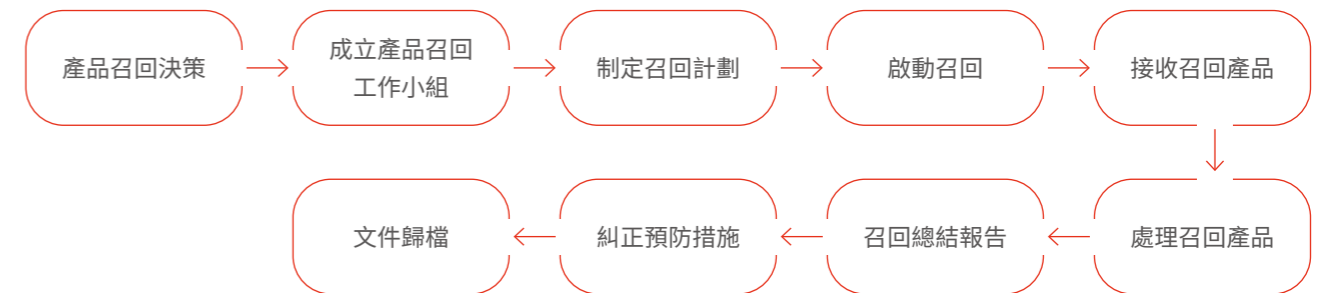 產品召回決策
成立產品召回
工作小組
制定召回計劃
啟動召回
接收召回產品
處理召回產品
召回總結報告
糾正預防措施
文件歸檔